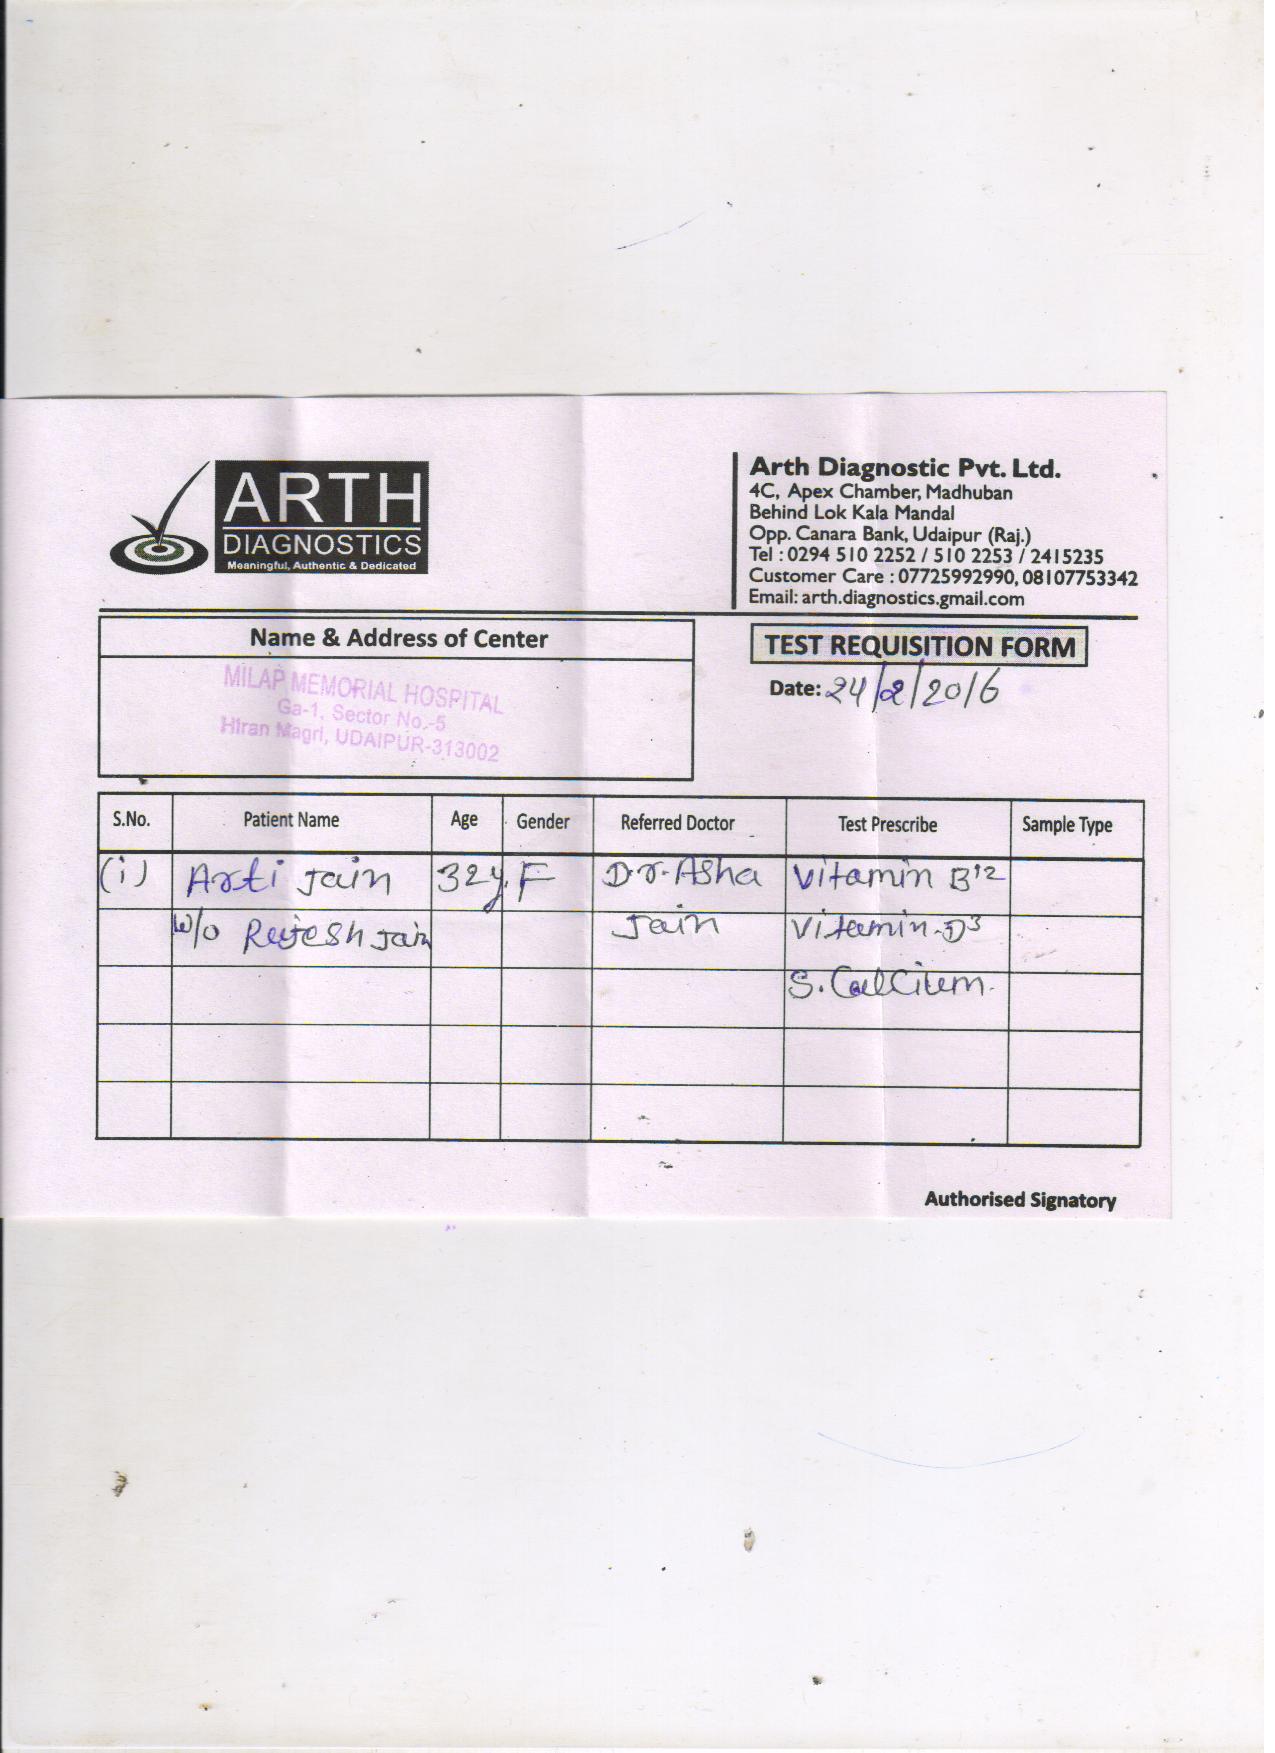 ARTH
DIAGNOSTICS
Meaningful, Authentic & Dedicated
Arth Diagnostic Pvt. Ltd.
4C, Apex Chamber, Madhuban
Behind Lok Kala Mandal
Opp. Canara Bank, Udaipur (Raj.)
Tel : 0294 510 2252 / 510 2253 / 2415235
Customer Care : 07725992990, 08107753342
Email: arth.diagnostics.gmail.com
Name & Address of Center
MILAP MEMORIAL HOSPITAL
Ga-1, Sector No.-5
Hiran Magri, UDAIPUR-313002
TEST REQUISITION FORM
Date: 24/2/2016
S.No. Patient Name Age Gender Referred Doctor Test Prescribe Sample Type
(i) Arti Jain 32y. F Dr. Asha Vitamin B12
w/o Rajesh Jain Jain Vitamin-D3
S. Calcium.
Authorised Signatory